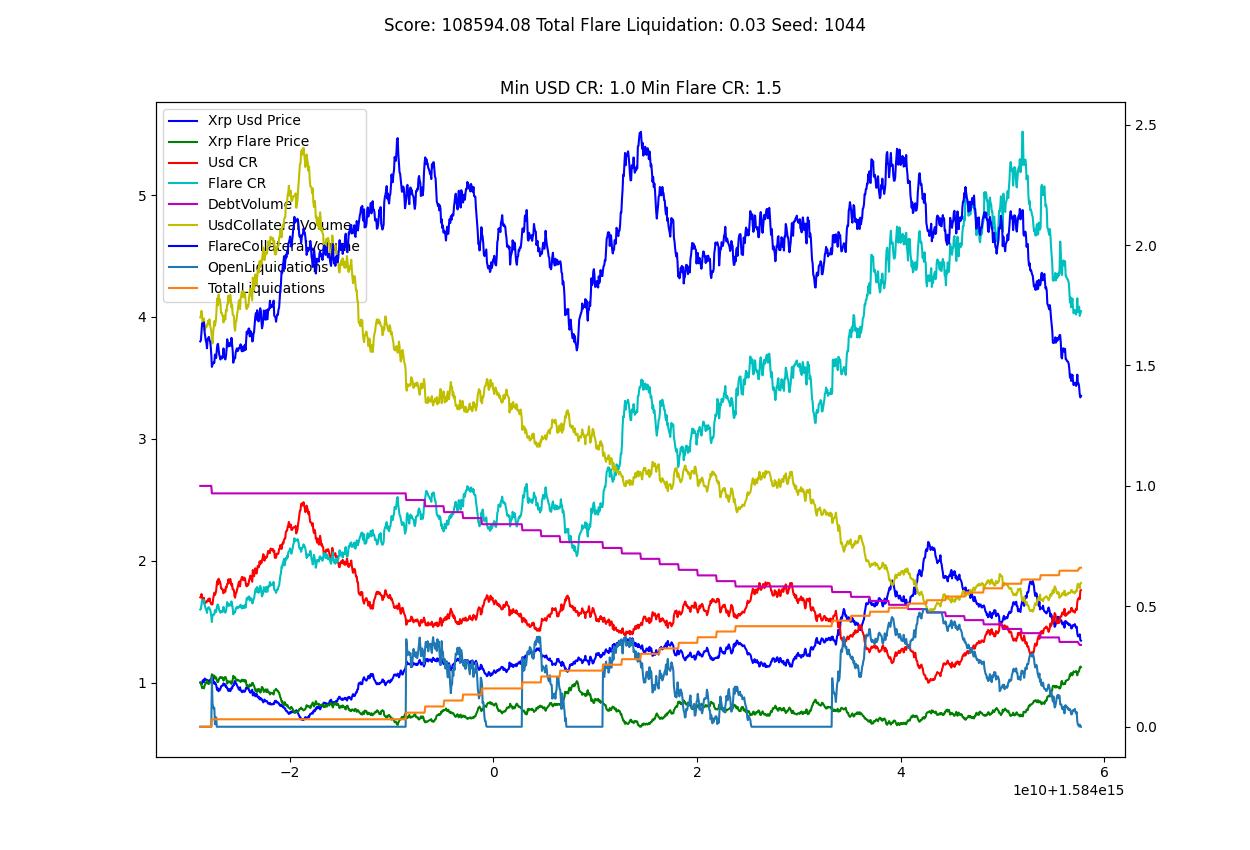 Score: 108594.08 Total Flare Liquidation: 0.03 Seed: 1044
Min USD CR: 1.0 Min Flare CR: 1.5
Xrp Usd Price
Xrp Flare Price
Usd CR
Flare CR
DebtVolume
UsdCollateralVolume
FlareCollateralVolume
OpenLiquidations
TotalLiquidations
5
4
3
2
1
2.5
2.0
1.5
1.0
0.5
0.0
−2
0
2
4
6
1e10+1.584e15